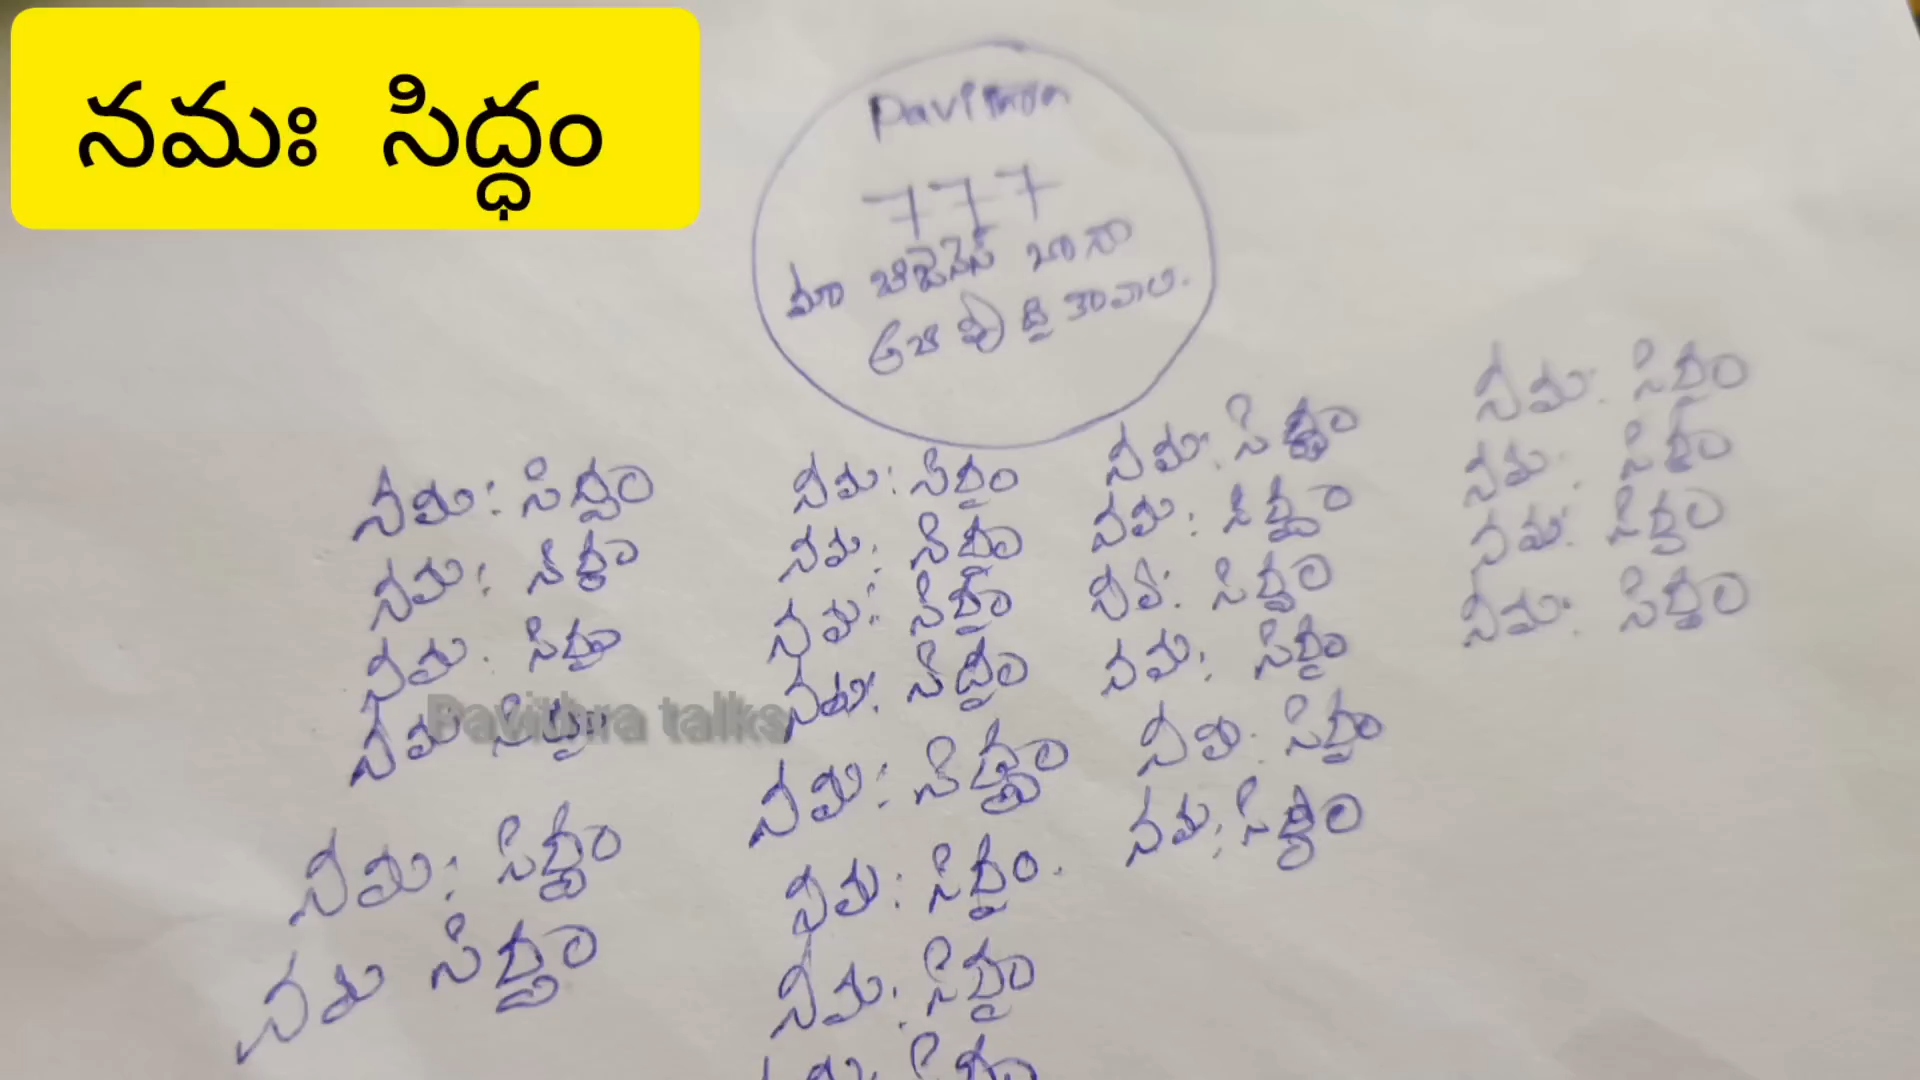 నమః సిద్ధం
Pavithra
777
మా బిజినెస్ బాగా
అభివృద్ధి కావాలి.
నమః సిద్ధం నమః సిద్ధం నమః సిద్ధం నమః సిద్ధం
నమః సిద్ధం నమః సిద్ధం నమః సిద్ధం నమః సిద్ధం
నమః సిద్ధం నమః సిద్ధం నమః సిద్ధం నమః సిద్ధం
నమః సిద్ధం నమః సిద్ధం నమః సిద్ధం నమః సిద్ధం
Pavithra talks
నమః సిద్ధం నమః సిద్ధం నమః సిద్ధం
నమః సిద్ధం నమః సిద్ధం. నమః సిద్ధం
నమః సిద్ధం